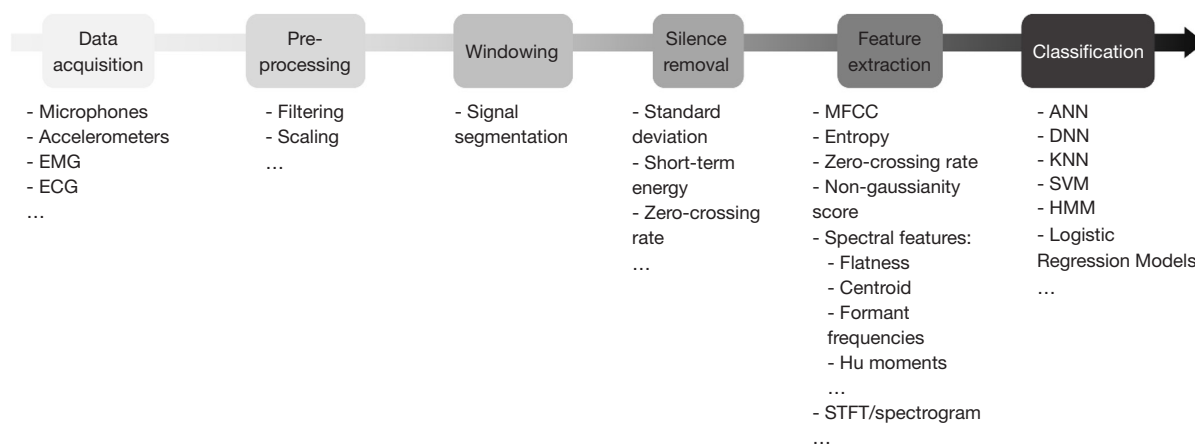 Data
acquisition
- Microphones
- Accelerometers
- EMG
- ECG
...
Pre-
processing
- Filtering
- Scaling
...
Windowing
- Signal
segmentation
Silence
removal
- Standard
deviation
- Short-term
energy
- Zero-crossing
rate
...
Feature
extraction
- MFCC
- Entropy
- Zero-crossing rate
- Non-gaussianity
score
- Spectral features:
- Flatness
- Centroid
- Formant
frequencies
- Hu moments
...
- STFT/spectrogram
...
Classification
- ANN
- DNN
- KNN
- SVM
- HMM
- Logistic
Regression Models
...